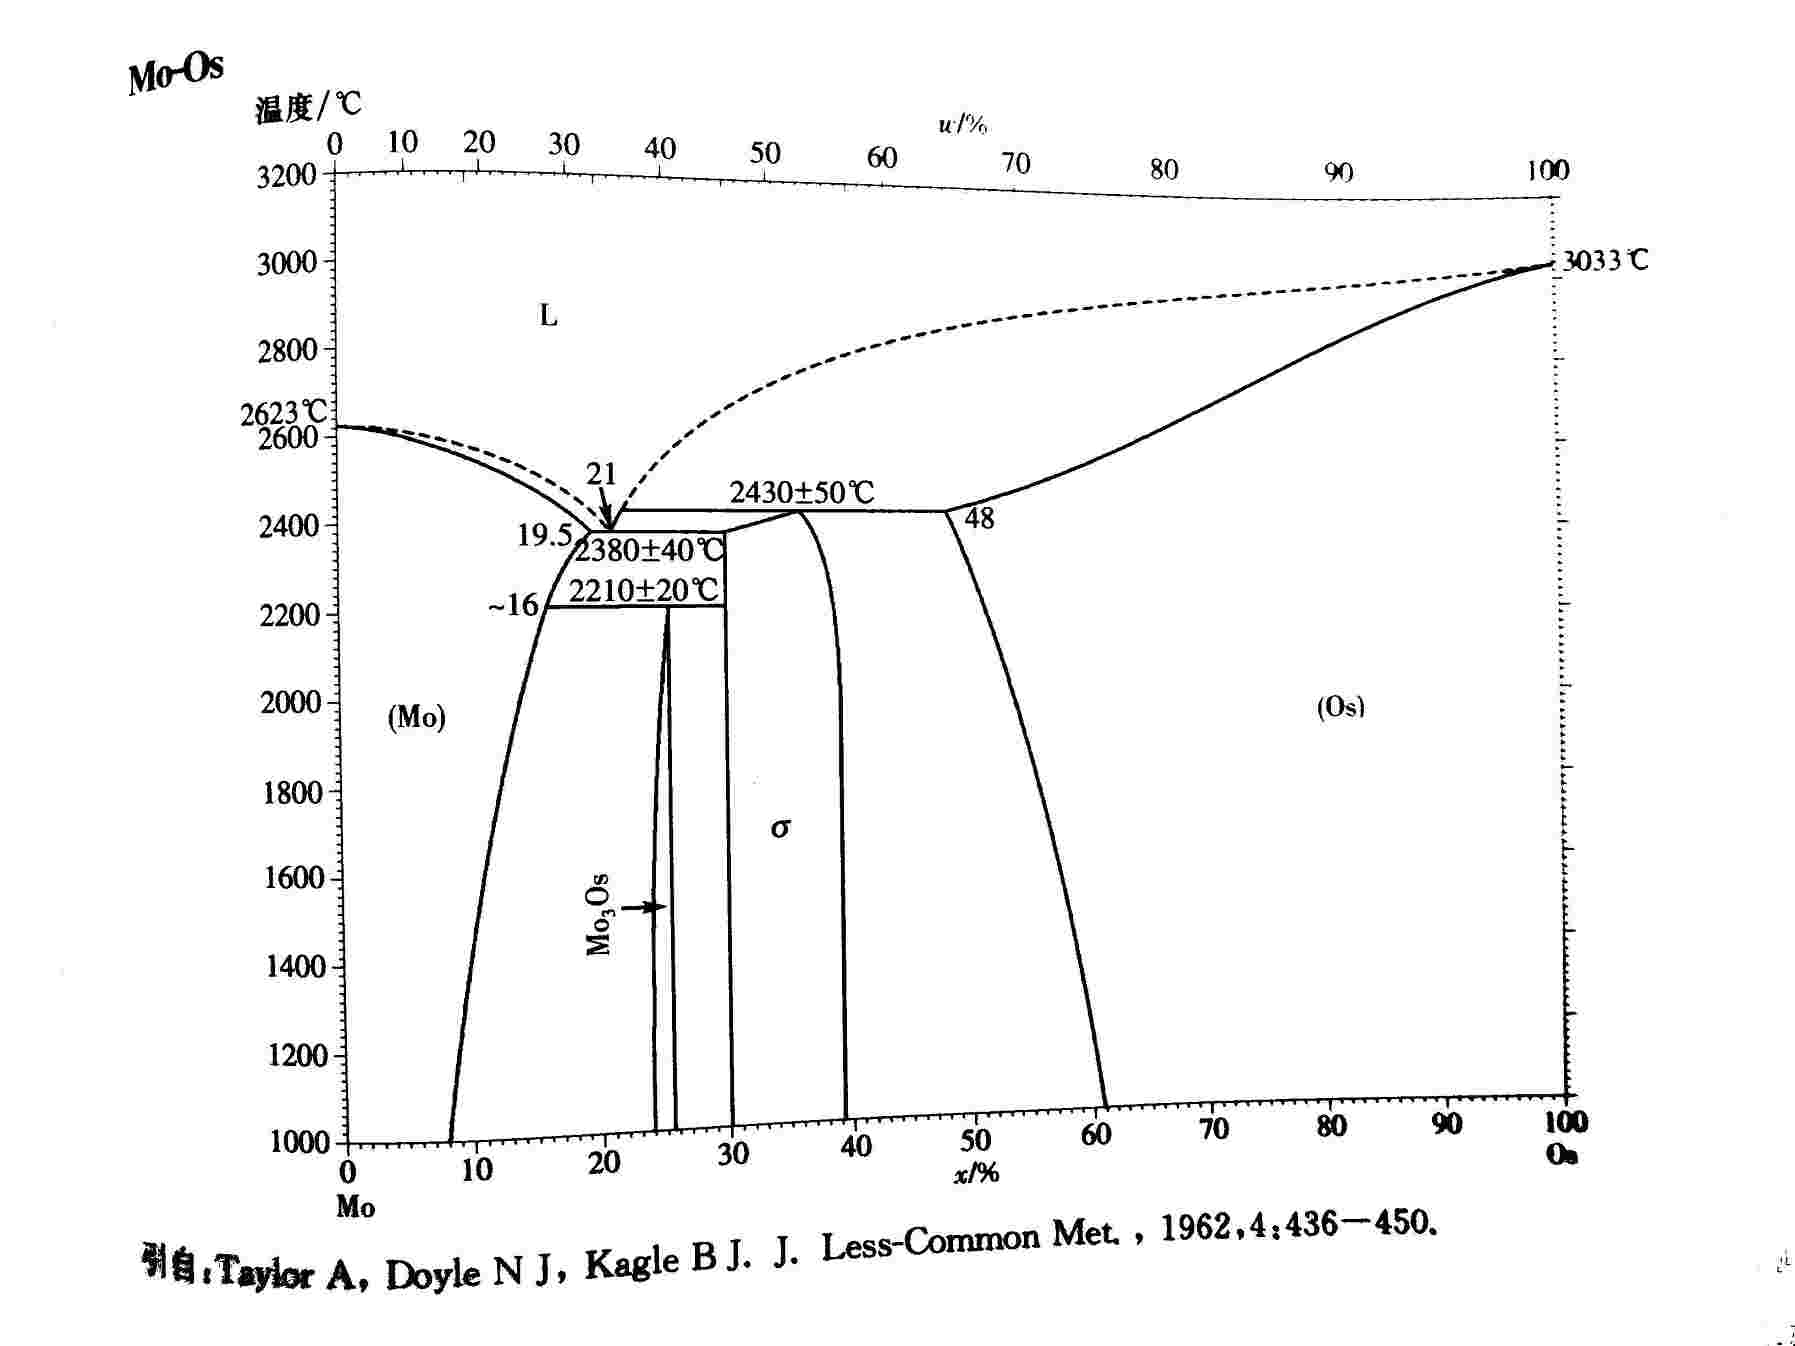 Mo-Os
温度/℃
w/%
0 10 20 30 40 50 60 70 80 90 100
3200
3000
3033℃
L
2800
2623℃
2600
21
2430±50℃
2400
19.5
48
2380±40℃
2210±20℃
~16
2200
2000
(Mo)
(Os)
1800
σ
1600
Mo₃Os
1400
1200
1000
0 10 20 30 40 50 60 70 80 90 100
Mo
x/%
Os
引自:Taylor A, Doyle N J, Kagle B J. J. Less-Common Met., 1962,4:436—450.